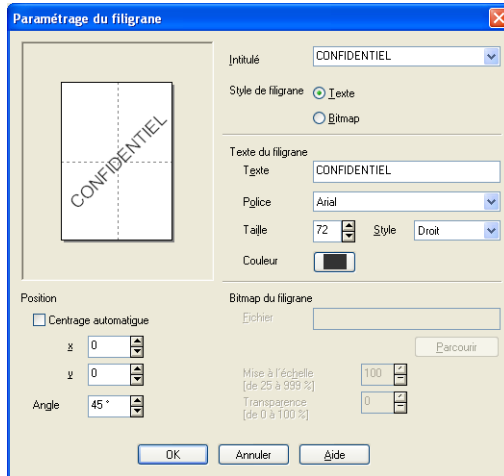 Paramétrage du filigrane
CONFIDENTIEL
Intitulé CONFIDENTIEL
Style de filigrane Texte
Bitmap
Texte du filigrane
Texte CONFIDENTIEL
Police Arial
Taille 72 Style Droit
Couleur
Position
Centrage automatique
x 0
y 0
Angle 45 °
Bitmap du filigrane
Fichier
Parcourir
Mise à l'échelle 100
[de 25 à 999 %]
Transparence 0
[de 0 à 100 %]
OK Annuler Aide